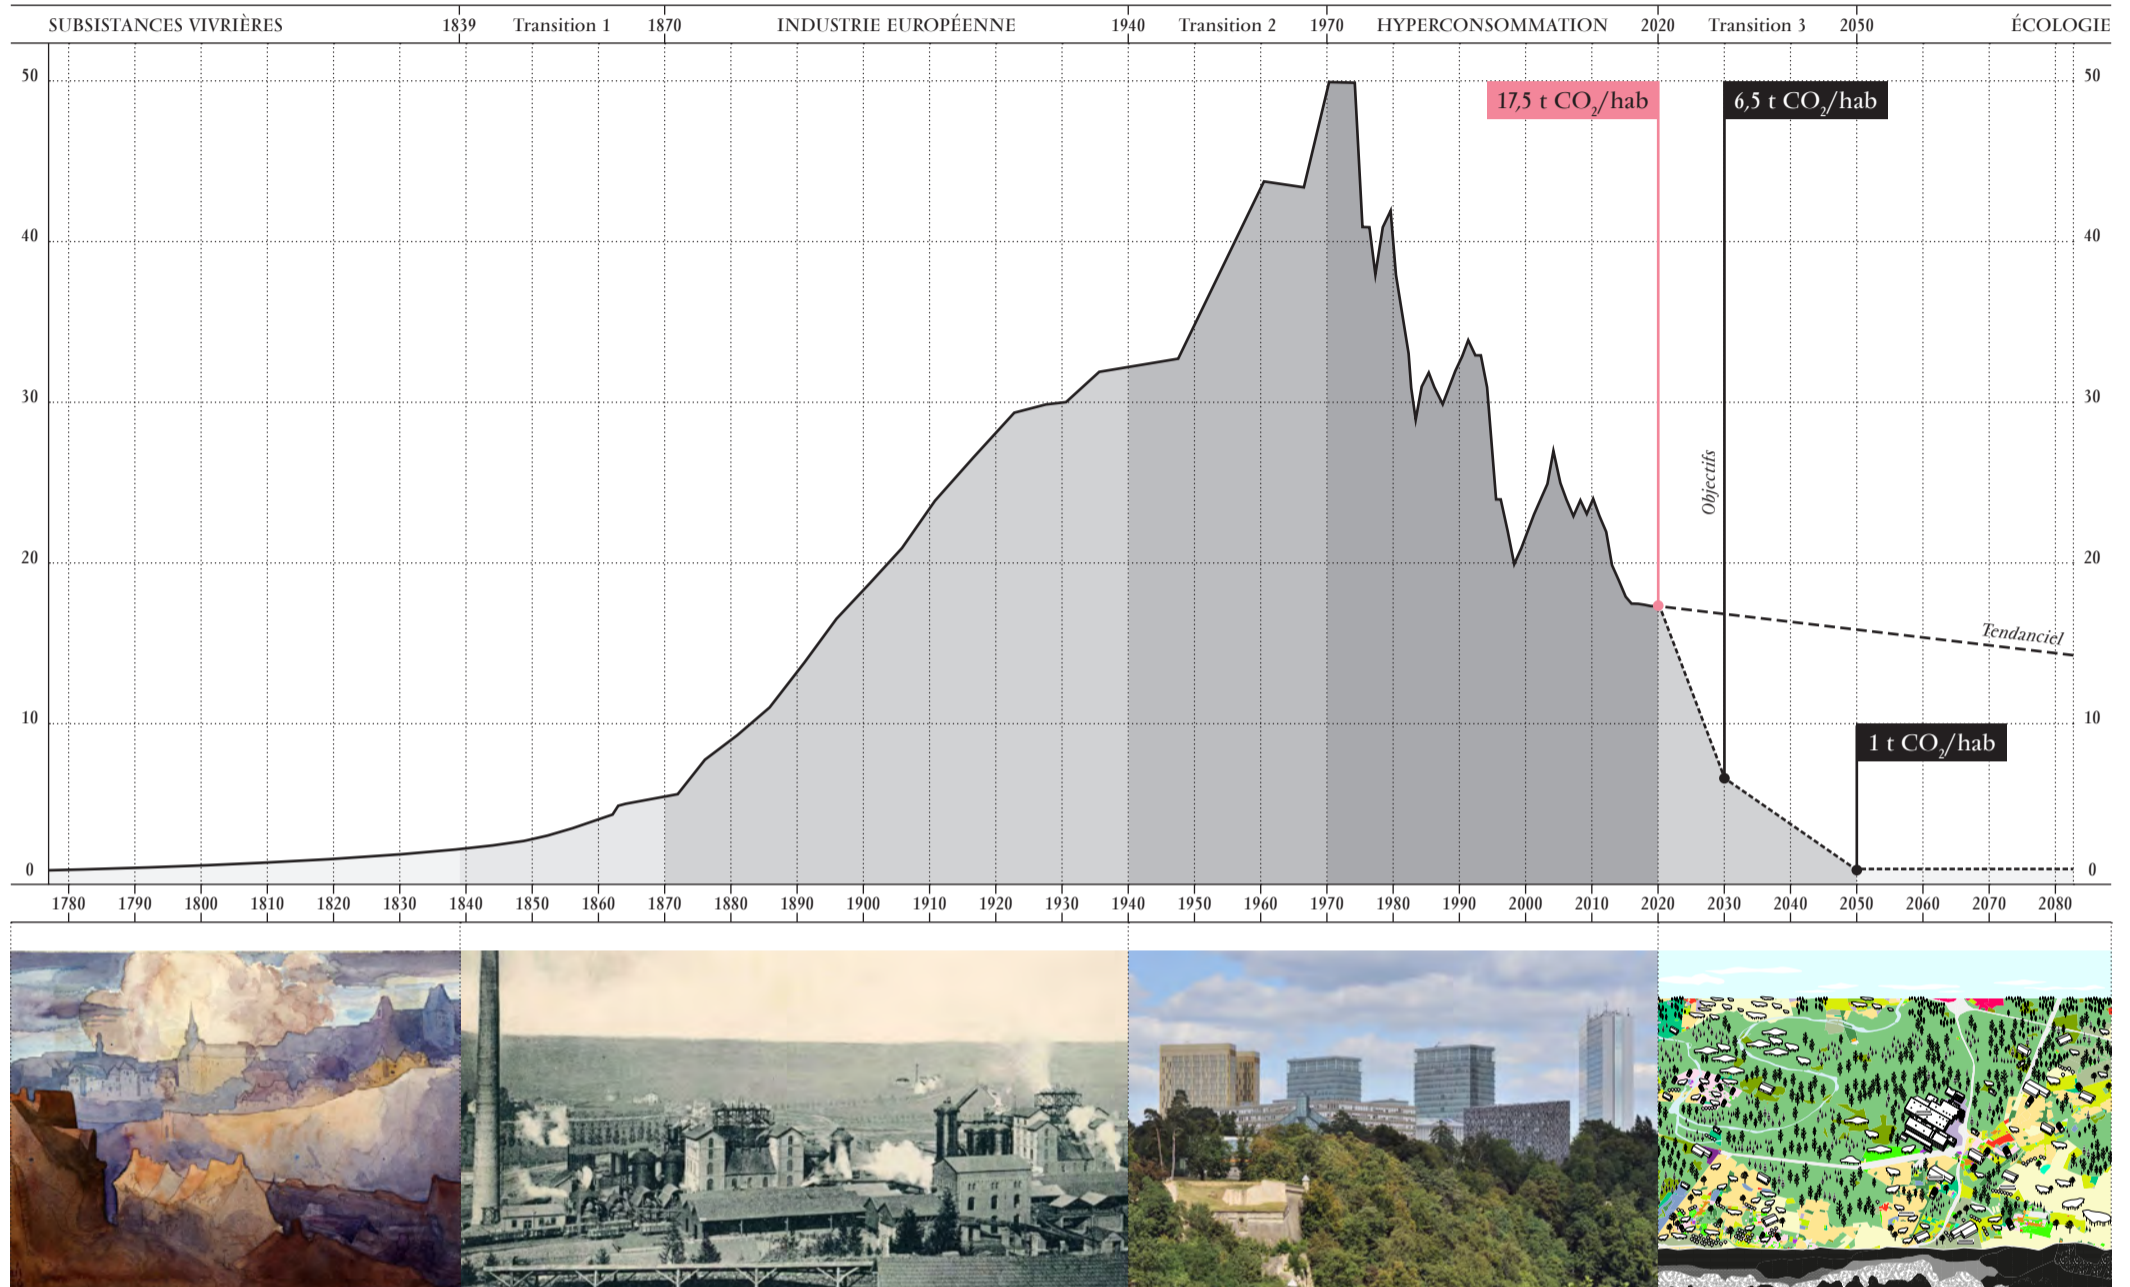 SUBSISTANCES VIVRIÈRES 1839 Transition 1 1870 INDUSTRIE EUROPÉENNE 1940 Transition 2 1970 HYPERCONSOMMATION 2020 Transition 3 2050 ÉCOLOGIE
50 50
17,5 t CO₂/hab 6,5 t CO₂/hab
40 40
30 30
Objectifs
20 20
Tendanciel
10 10
1 t CO₂/hab
0 0
1780 1790 1800 1810 1820 1830 1840 1850 1860 1870 1880 1890 1900 1910 1920 1930 1940 1950 1960 1970 1980 1990 2000 2010 2020 2030 2040 2050 2060 2070 2080